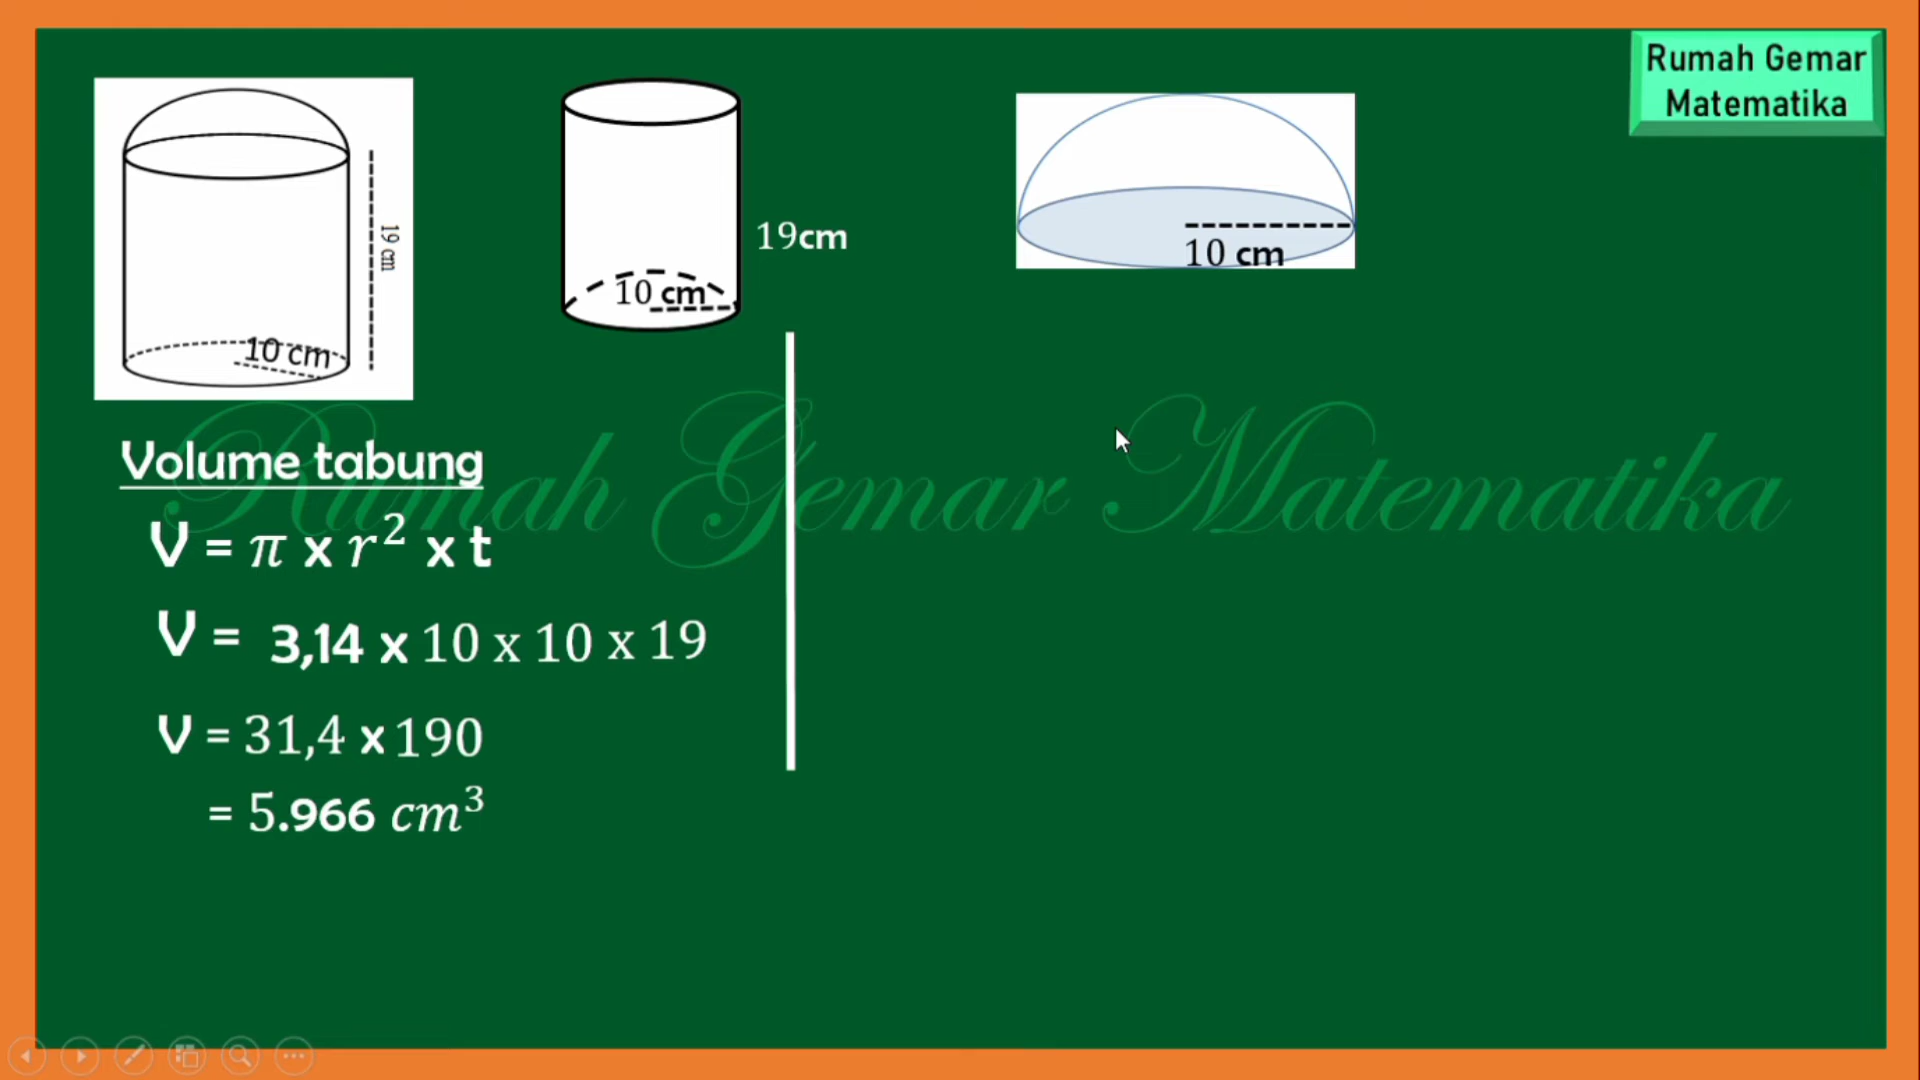 Rumah Gemar
Matematika
19 cm
10 cm
19cm
10 cm
10 cm
Rumah Gemar Matematika
Volume tabung
V = π x r² x t
V = 3,14 x 10 x 10 x 19
V = 31,4 x 190
= 5.966 cm³